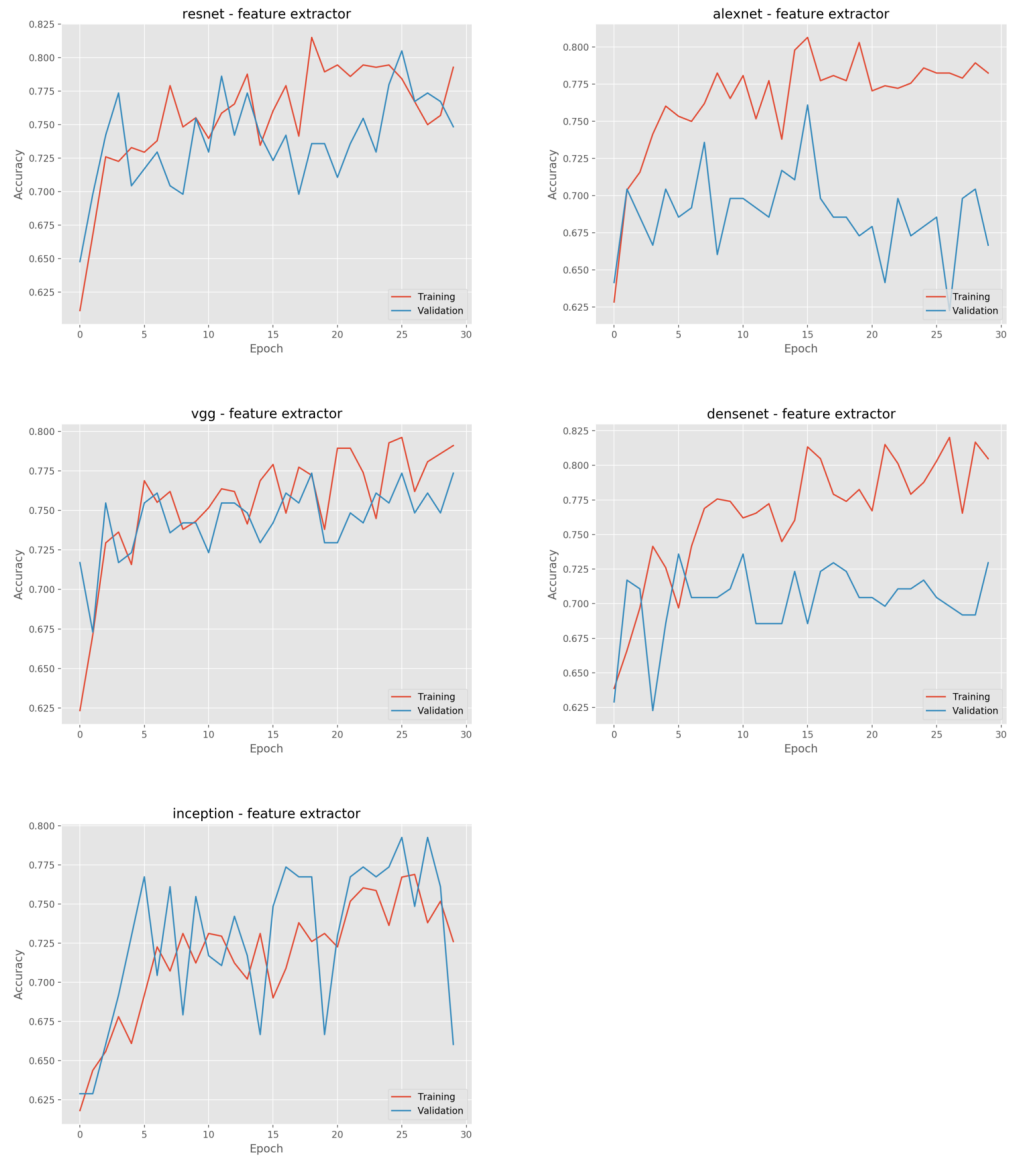 resnet - feature extractor
0.825
0.800
0.775
0.750
0.725
0.700
0.675
0.650
0.625
Accuracy
0 5 10 15 20 25 30
Epoch
Training
Validation
alexnet - feature extractor
0.800
0.775
0.750
0.725
0.700
0.675
0.650
0.625
Accuracy
0 5 10 15 20 25 30
Epoch
Training
Validation
vgg - feature extractor
0.800
0.775
0.750
0.725
0.700
0.675
0.650
0.625
Accuracy
0 5 10 15 20 25 30
Epoch
Training
Validation
densenet - feature extractor
0.825
0.800
0.775
0.750
0.725
0.700
0.675
0.650
0.625
Accuracy
0 5 10 15 20 25 30
Epoch
Training
Validation
inception - feature extractor
0.800
0.775
0.750
0.725
0.700
0.675
0.650
0.625
Accuracy
0 5 10 15 20 25 30
Epoch
Training
Validation